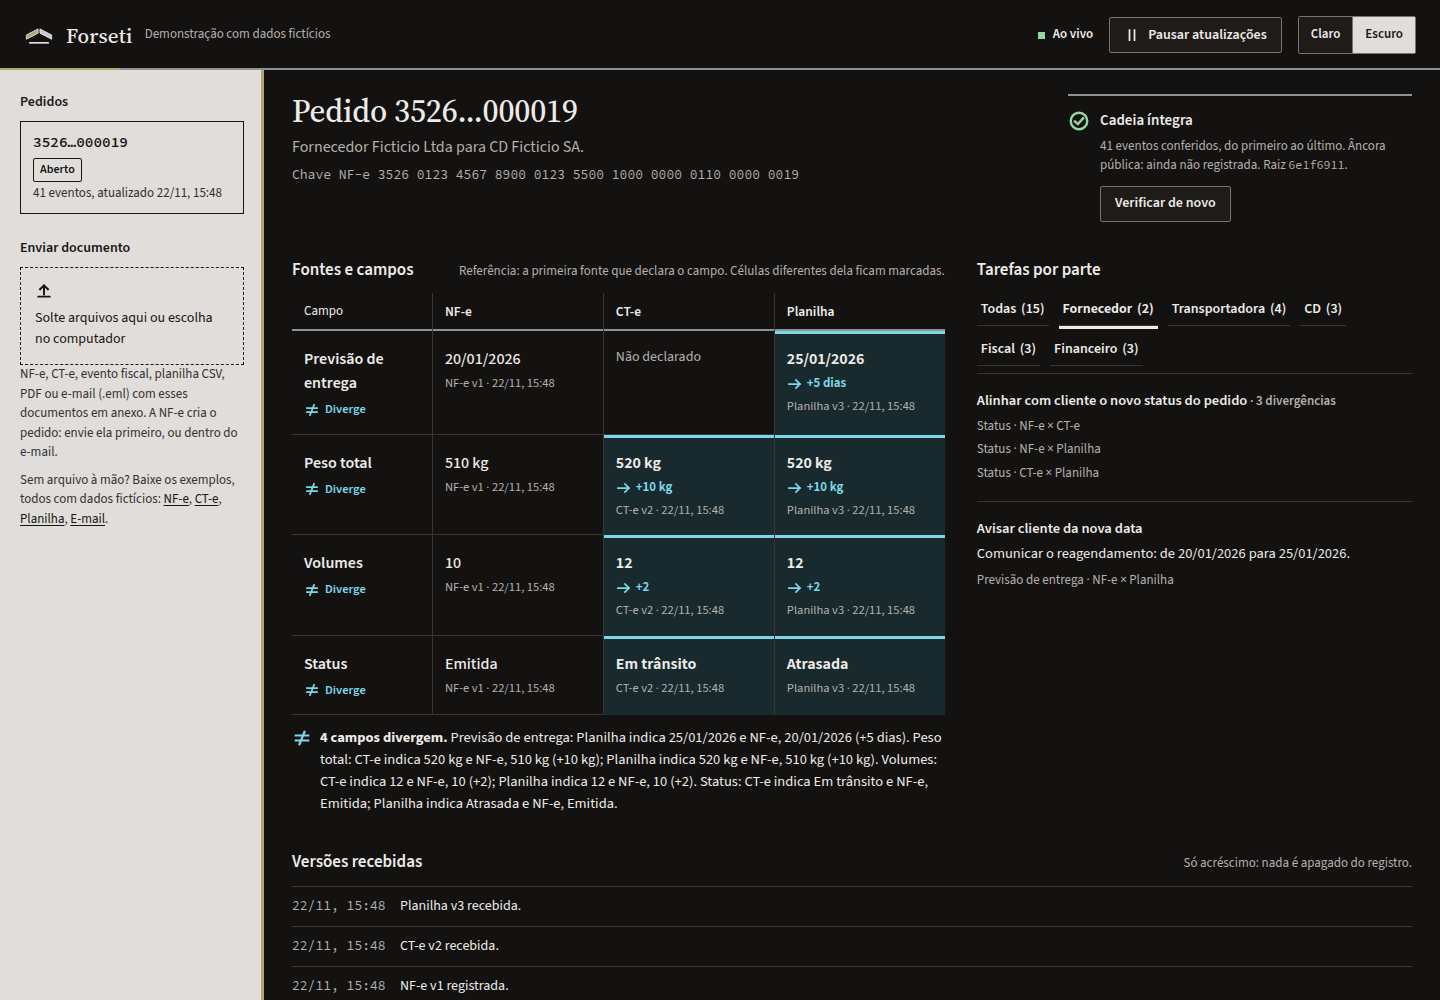 Forseti
Demonstração com dados fictícios
Ao vivo
Pausar atualizações
Claro
Escuro
Pedidos
3526…000019
Aberto
41 eventos, atualizado 22/11, 15:48
Enviar documento
Solte arquivos aqui ou escolha
no computador
NF-e, CT-e, evento fiscal, planilha CSV,
PDF ou e-mail (.eml) com esses
documentos em anexo. A NF-e cria o
pedido: envie ela primeiro, ou dentro do
e-mail.
Sem arquivo à mão? Baixe os exemplos,
todos com dados fictícios: NF-e, CT-e,
Planilha, E-mail.
Pedido 3526…000019
Fornecedor Ficticio Ltda para CD Ficticio SA.
Chave NF-e 3526 0123 4567 8900 0123 5500 1000 0000 0110 0000 0019
Cadeia íntegra
41 eventos conferidos, do primeiro ao último. Âncora
pública: ainda não registrada. Raiz 6e1f6911.
Verificar de novo
Fontes e campos
Referência: a primeira fonte que declara o campo. Células diferentes dela ficam marcadas.
Campo
NF-e
CT-e
Planilha
Previsão de
entrega
≠ Diverge
20/01/2026
NF-e v1 · 22/11, 15:48
Não declarado
25/01/2026
→ +5 dias
Planilha v3 · 22/11, 15:48
Peso total
≠ Diverge
510 kg
NF-e v1 · 22/11, 15:48
520 kg
→ +10 kg
CT-e v2 · 22/11, 15:48
520 kg
→ +10 kg
Planilha v3 · 22/11, 15:48
Volumes
≠ Diverge
10
NF-e v1 · 22/11, 15:48
12
→ +2
CT-e v2 · 22/11, 15:48
12
→ +2
Planilha v3 · 22/11, 15:48
Status
≠ Diverge
Emitida
NF-e v1 · 22/11, 15:48
Em trânsito
CT-e v2 · 22/11, 15:48
Atrasada
Planilha v3 · 22/11, 15:48
≠ 4 campos divergem. Previsão de entrega: Planilha indica 25/01/2026 e NF-e, 20/01/2026 (+5 dias). Peso
total: CT-e indica 520 kg e NF-e, 510 kg (+10 kg); Planilha indica 520 kg e NF-e, 510 kg (+10 kg). Volumes:
CT-e indica 12 e NF-e, 10 (+2); Planilha indica 12 e NF-e, 10 (+2). Status: CT-e indica Em trânsito e NF-e,
Emitida; Planilha indica Atrasada e NF-e, Emitida.
Tarefas por parte
Todas (15)
Fornecedor (2)
Transportadora (4)
CD (3)
Fiscal (3)
Financeiro (3)
Alinhar com cliente o novo status do pedido · 3 divergências
Status · NF-e × CT-e
Status · NF-e × Planilha
Status · CT-e × Planilha
Avisar cliente da nova data
Comunicar o reagendamento: de 20/01/2026 para 25/01/2026.
Previsão de entrega · NF-e × Planilha
Versões recebidas
Só acréscimo: nada é apagado do registro.
22/11, 15:48 Planilha v3 recebida.
22/11, 15:48 CT-e v2 recebida.
22/11, 15:48 NF-e v1 registrada.